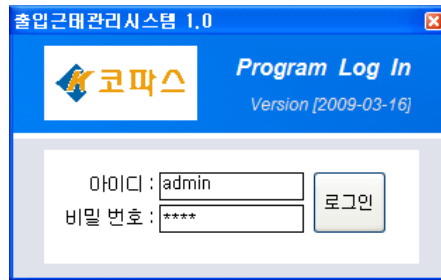 출입근태관리시스템 1.0
K 코파스
Program Log In
Version [2009-03-16]
아이디 : admin
비밀 번호 : ****
로그인